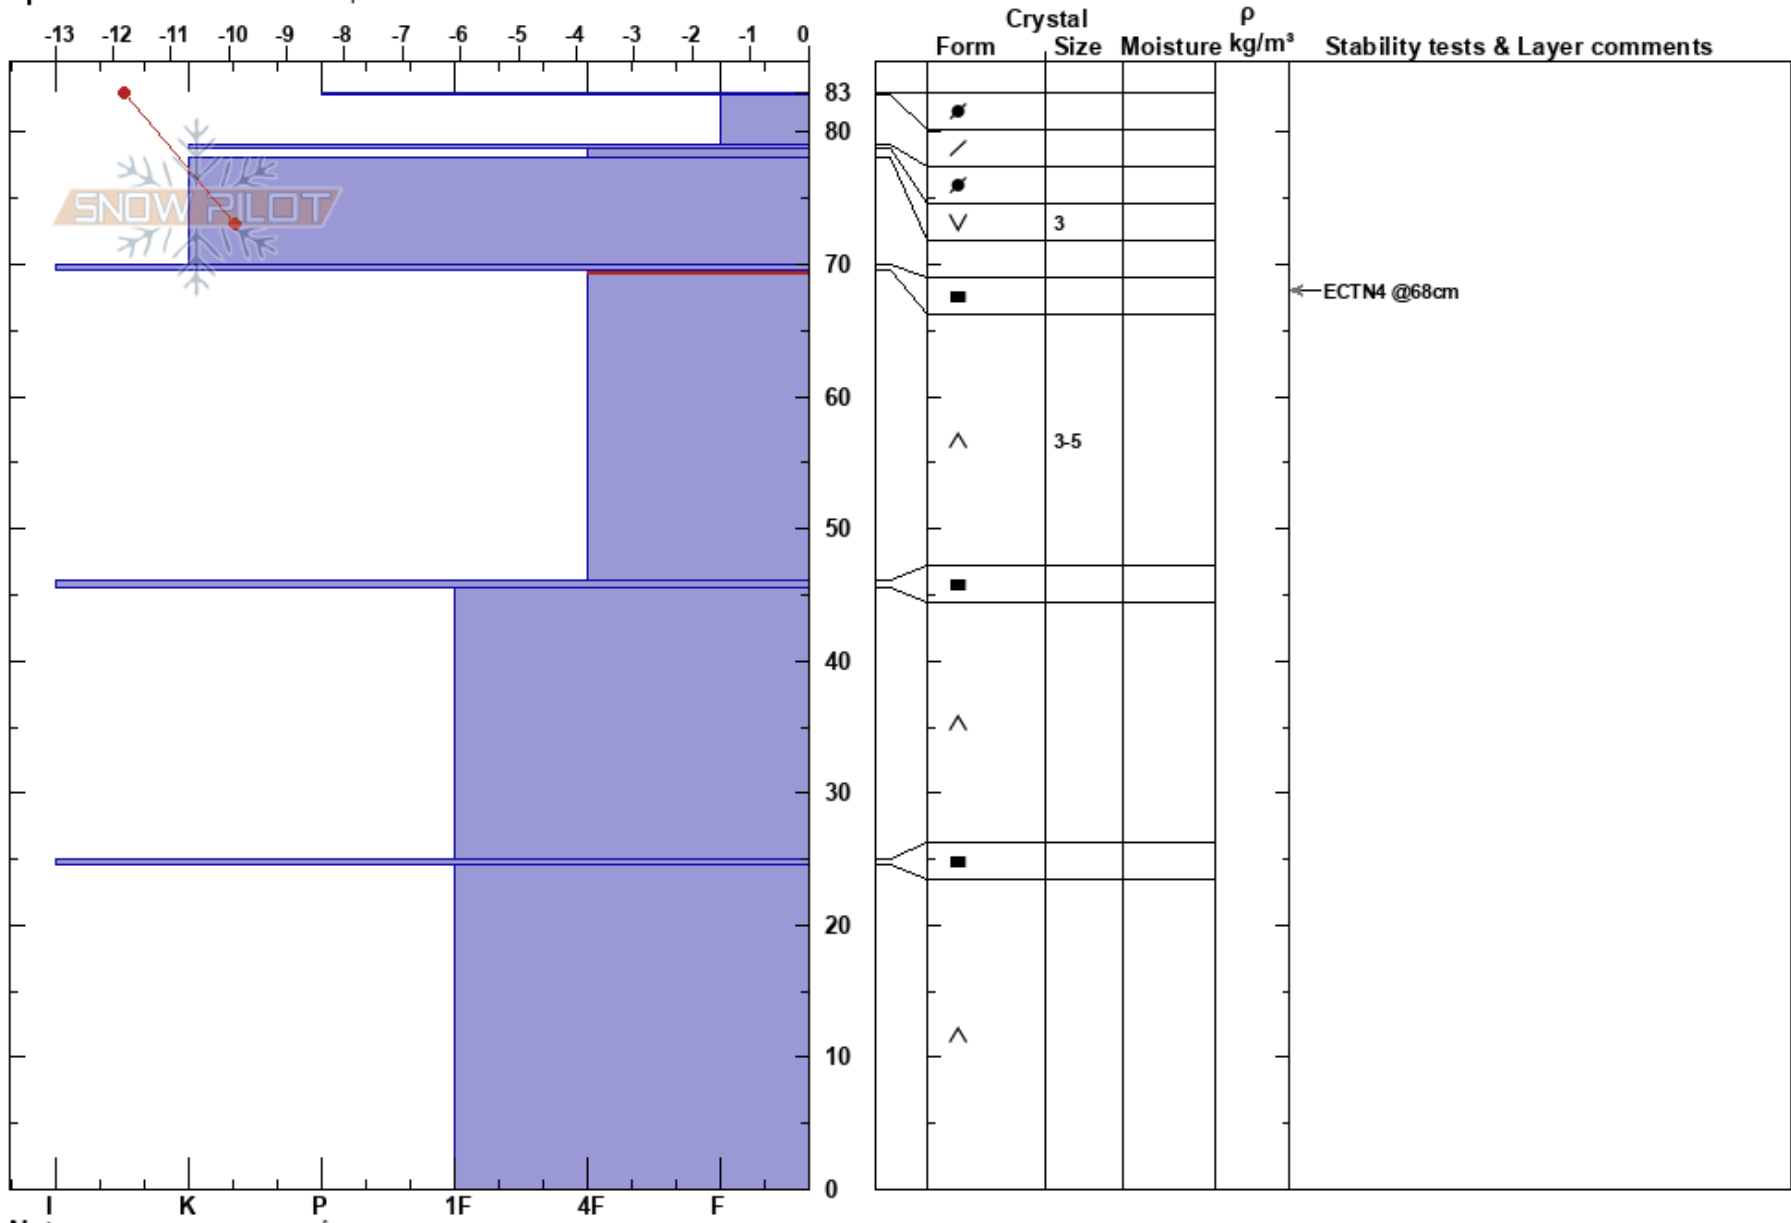 -13 -12 -11 -10 -9 -8 -7 -6 -5 -4 -3 -2 -1 0
Crystal
Form Size Moisture ρ kg/m³ Stability tests & Layer comments
83
80
SNOW PILOT
3
70
ECTN4 @68cm
60
3-5
50
40
30
20
10
0
I K P 1F 4F F